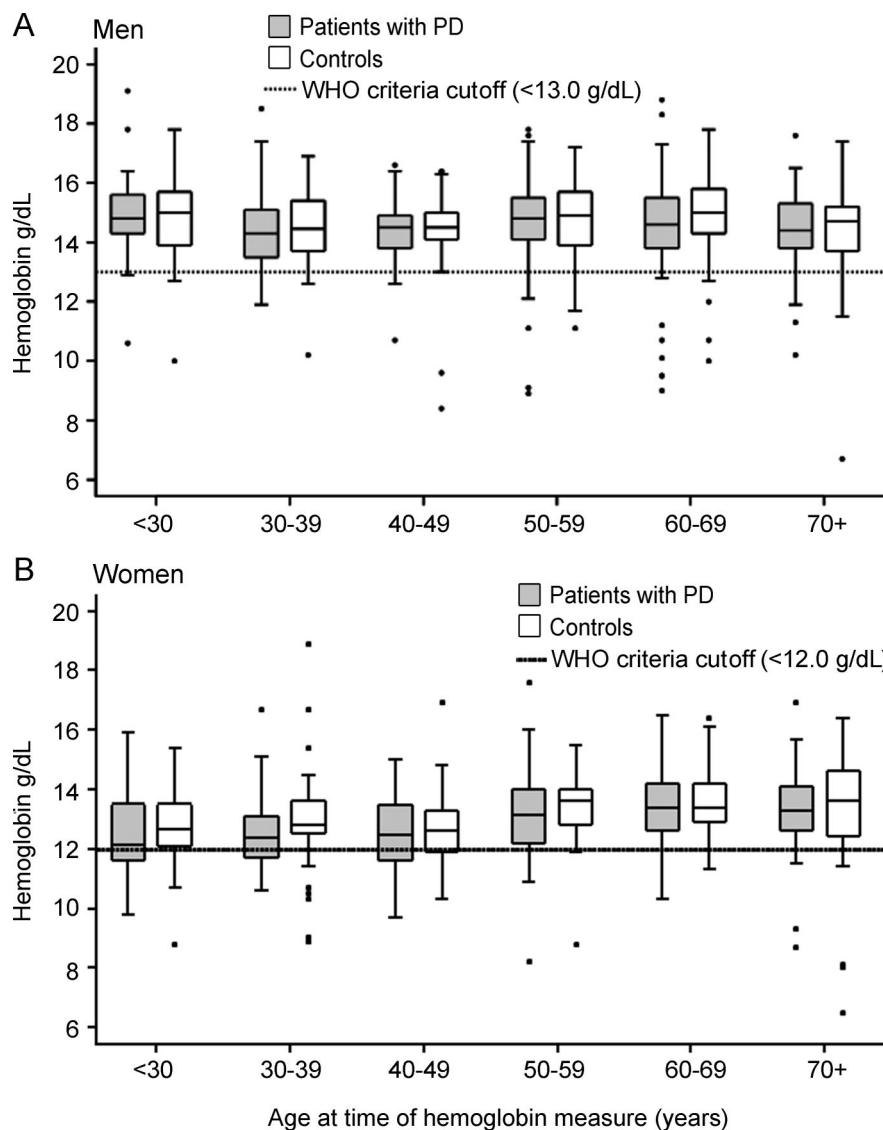 A
Men
Patients with PD
Controls
WHO criteria cutoff (<13.0 g/dL)
Hemoglobin g/dL
20
18
16
14
12
10
8
6
<30 30-39 40-49 50-59 60-69 70+
B
Women
Patients with PD
Controls
WHO criteria cutoff (<12.0 g/dL)
Hemoglobin g/dL
20
18
16
14
12
10
8
6
<30 30-39 40-49 50-59 60-69 70+
Age at time of hemoglobin measure (years)